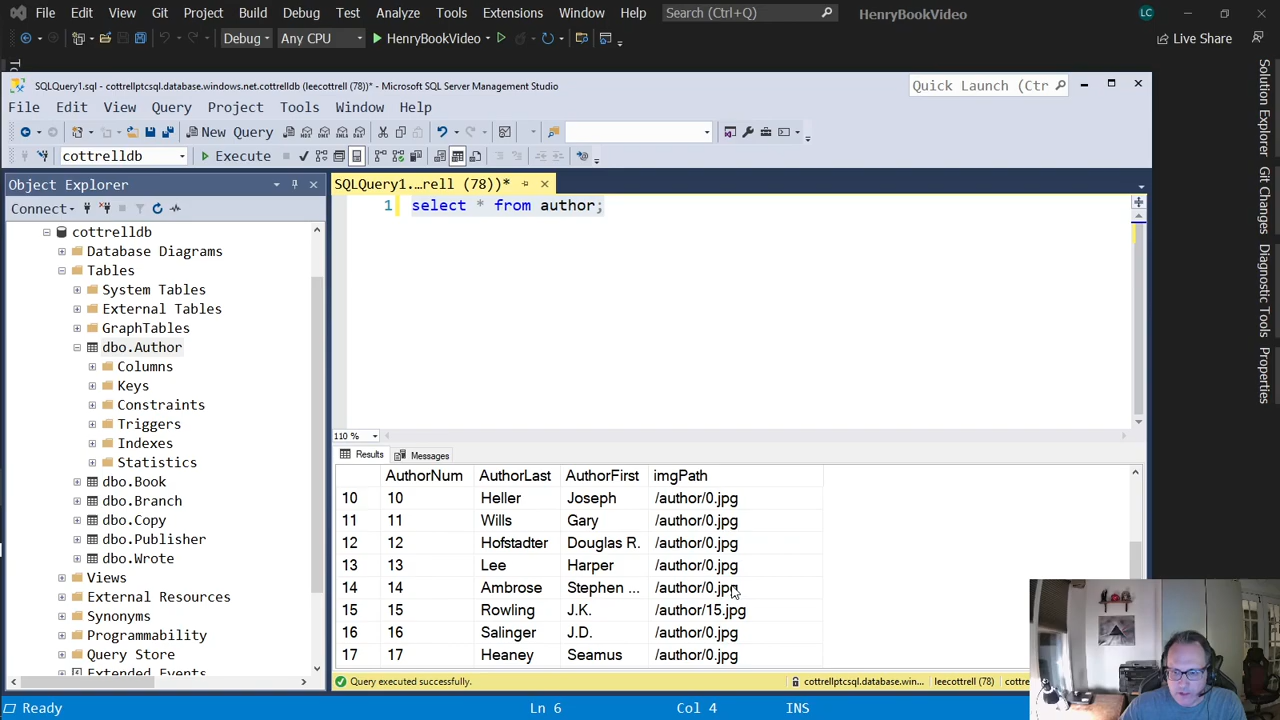 File Edit View Git Project Build Debug Test Analyze Tools Extensions Window Help Search (Ctrl+Q) HenryBookVideo LC
Debug Any CPU HenryBookVideo Live Share
SQLQuery1.sql - cottrellptcsql.database.windows.net.cottrelldb (leecottrell (78))* - Microsoft SQL Server Management Studio Quick Launch (Ctr
File Edit View Query Project Tools Window Help
New Query
cottrelldb Execute
Object Explorer
SQLQuery1...rell (78))*
Connect
1 select * from author;
cottrelldb
Database Diagrams
Tables
System Tables
External Tables
GraphTables
dbo.Author
Columns
Keys
Constraints
Triggers
Indexes
Statistics
dbo.Book
dbo.Branch
dbo.Copy
dbo.Publisher
dbo.Wrote
Views
External Resources
Synonyms
Programmability
Query Store
Extended Events
110 %
Results Messages
AuthorNum AuthorLast AuthorFirst imgPath
10 10 Heller Joseph /author/0.jpg
11 11 Wills Gary /author/0.jpg
12 12 Hofstadter Douglas R. /author/0.jpg
13 13 Lee Harper /author/0.jpg
14 14 Ambrose Stephen ... /author/0.jpg
15 15 Rowling J.K. /author/15.jpg
16 16 Salinger J.D. /author/0.jpg
17 17 Heaney Seamus /author/0.jpg
Query executed successfully. cottrellptcsql.database.win... leecottrell (78) cottre
Ready Ln 6 Col 4 INS
Solution Explorer
Git Changes
Diagnostic Tools
Properties